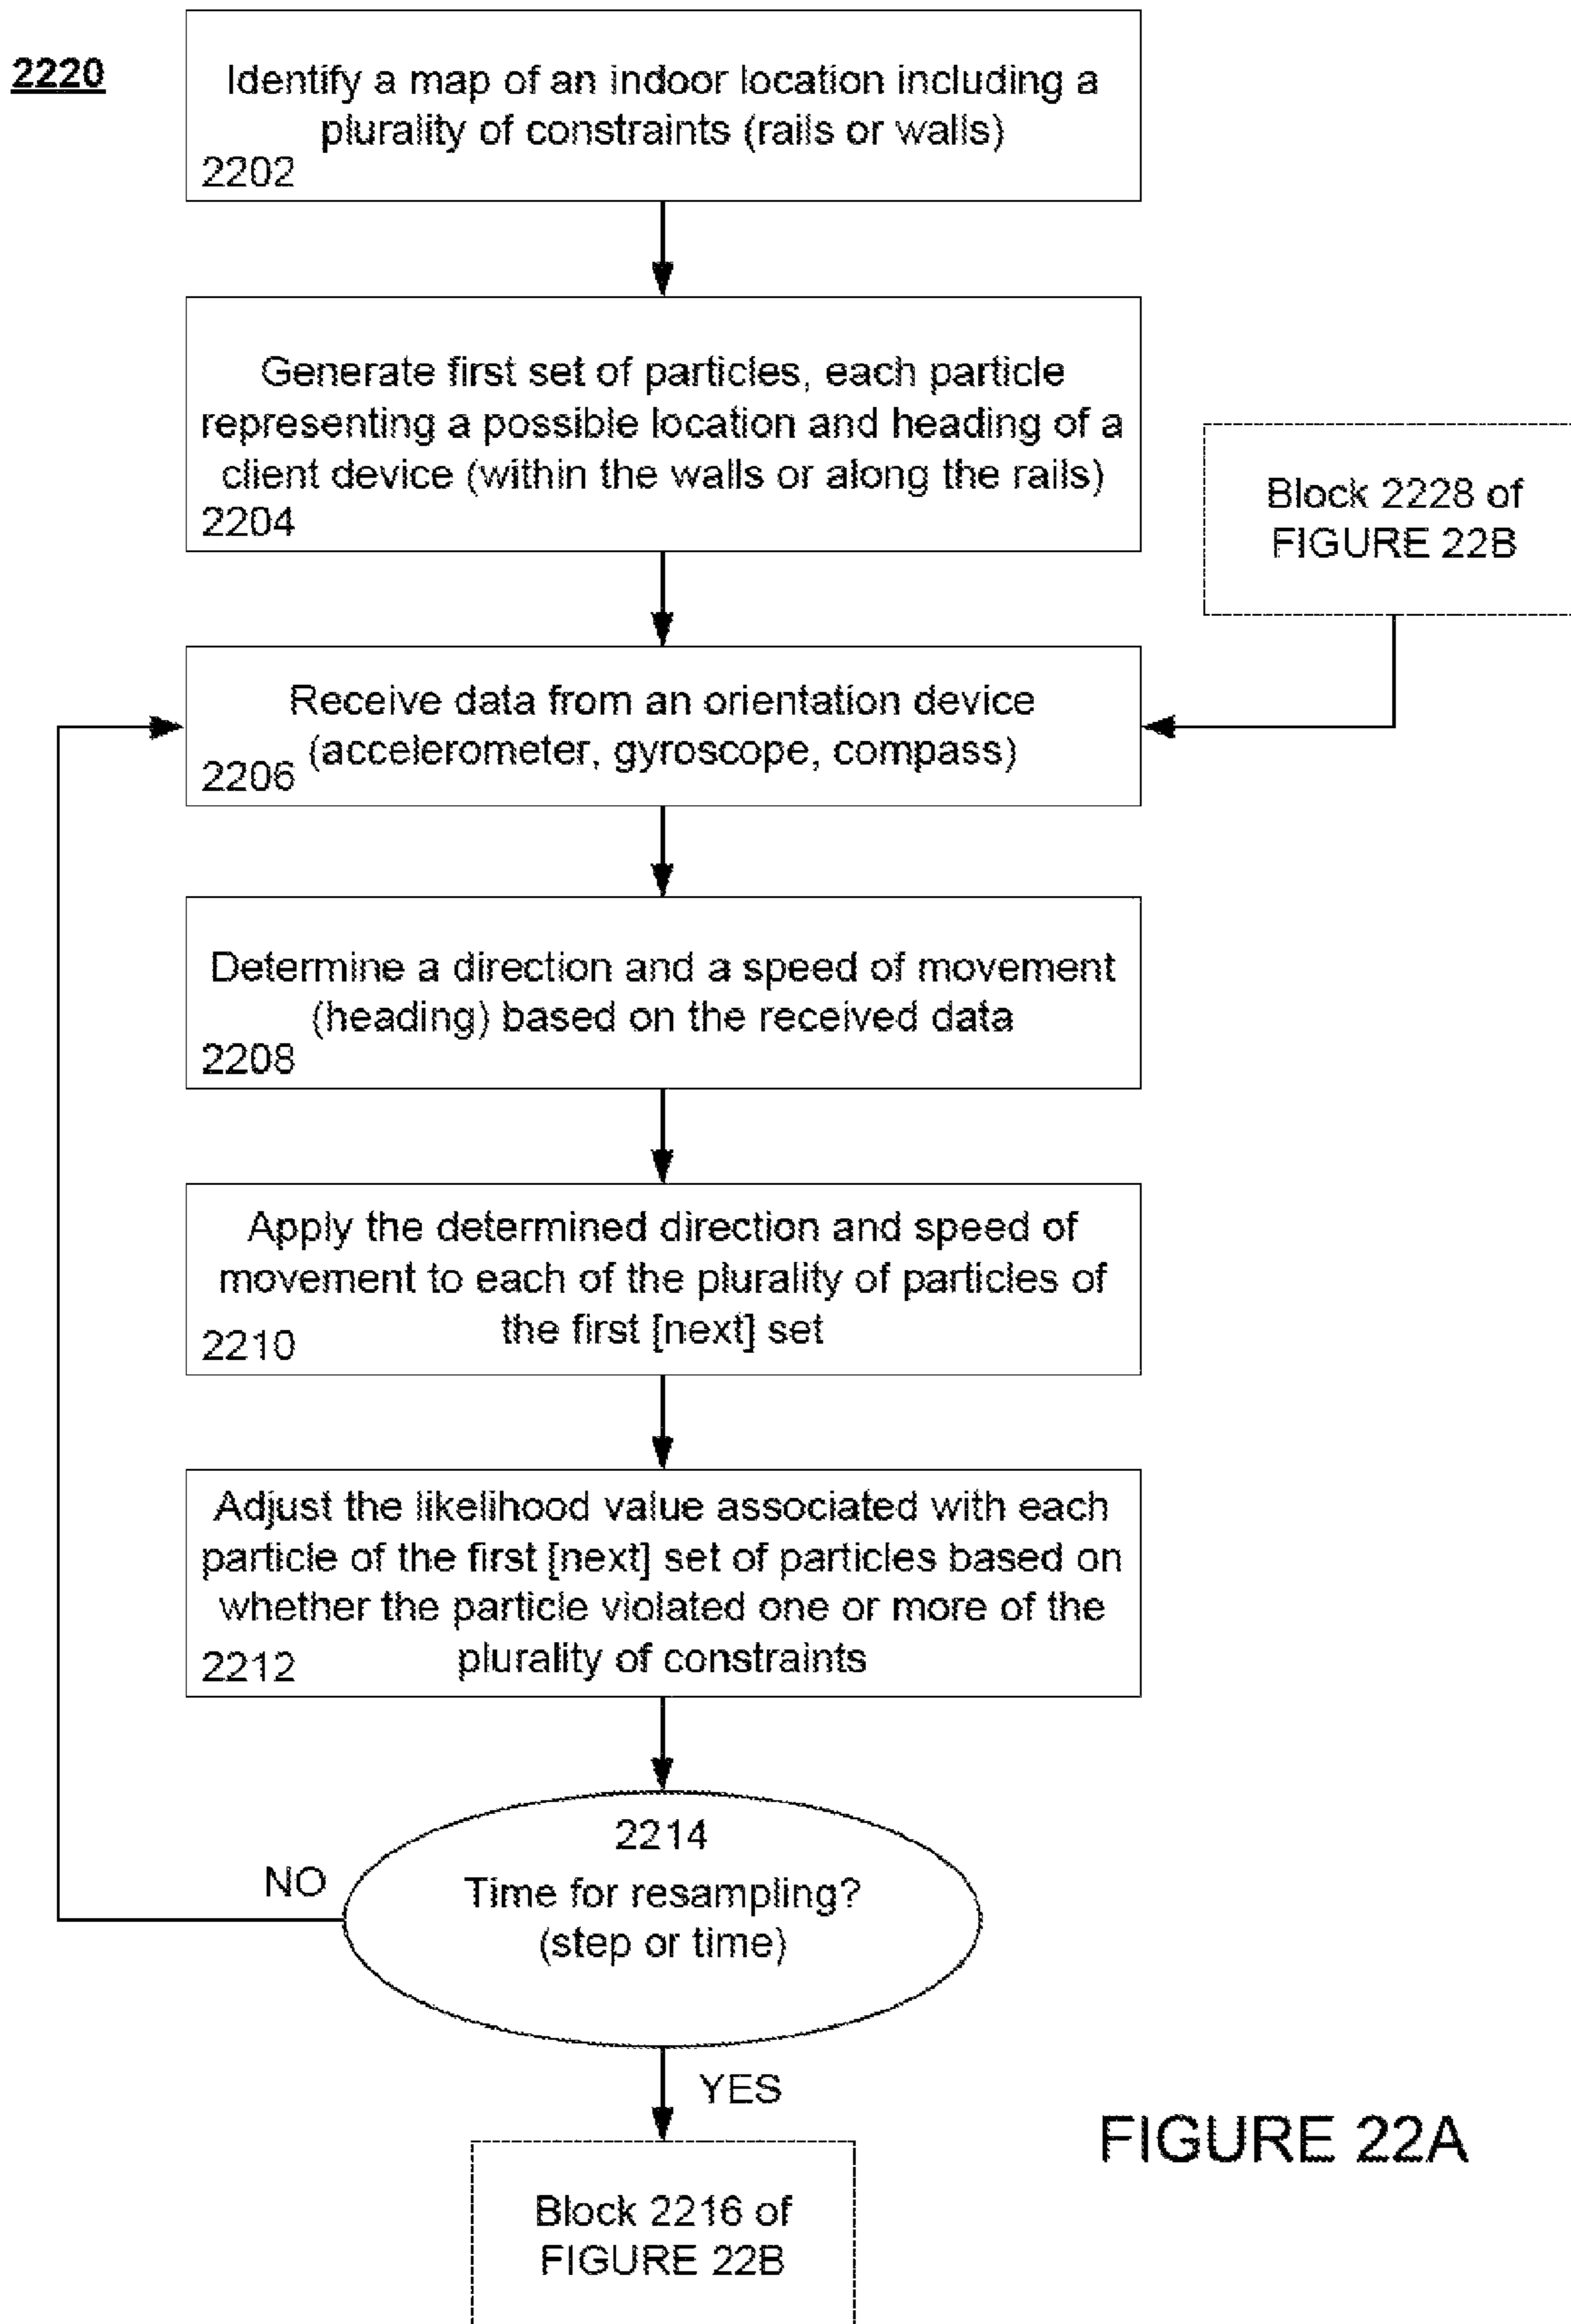 2220
Identify a map of an indoor location including a
plurality of constraints (rails or walls)
2202
Generate first set of particles, each particle
representing a possible location and heading of a
client device (within the walls or along the rails)
2204
Block 2228 of
FIGURE 22B
Receive data from an orientation device
(accelerometer, gyroscope, compass)
2206
Determine a direction and a speed of movement
(heading) based on the received data
2208
Apply the determined direction and speed of
movement to each of the plurality of particles of
the first [next] set
2210
Adjust the likelihood value associated with each
particle of the first [next] set of particles based on
whether the particle violated one or more of the
plurality of constraints
2212
2214
Time for resampling?
(step or time)
NO
YES
Block 2216 of
FIGURE 22B
FIGURE 22A